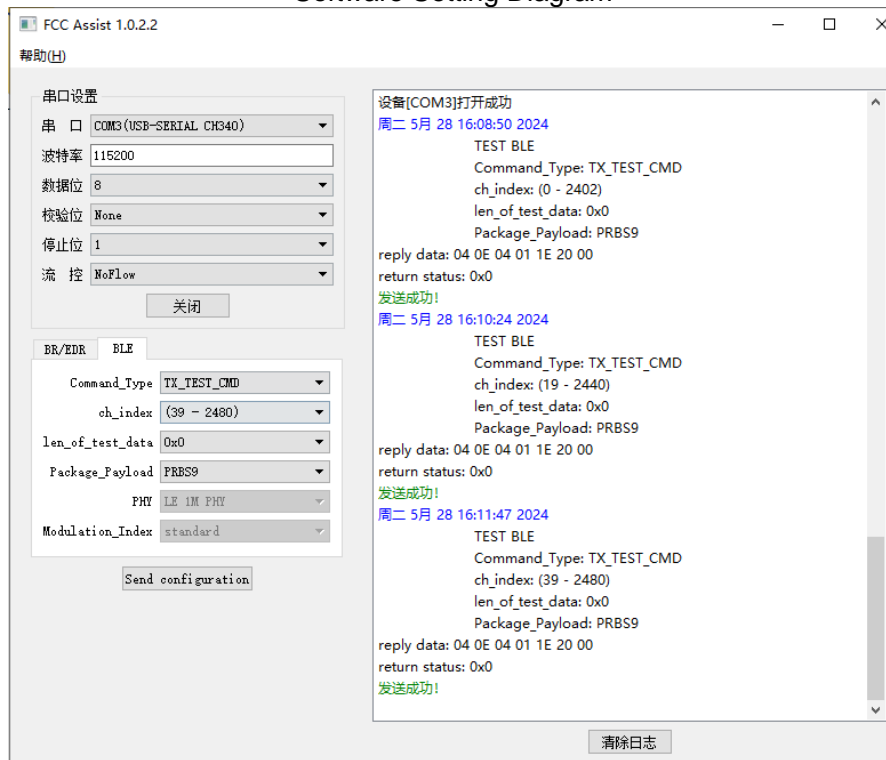 Software Setting Diagram
FCC Assist 1.0.2.2
帮助(H)
串口设置
串 口 COM3(USB-SERIAL CH340)
波特率 115200
数据位 8
校验位 None
停止位 1
流 控 NoFlow
关闭
BR/EDR BLE
Command_Type TX_TEST_CMD
ch_index (39 - 2480)
len_of_test_data 0x0
Package_Payload PRBS9
PHY LE 1M PHY
Modulation_Index standard
Send configuration
设备[COM3]打开成功
周二 5月 28 16:08:50 2024
TEST BLE
Command_Type: TX_TEST_CMD
ch_index: (0 - 2402)
len_of_test_data: 0x0
Package_Payload: PRBS9
reply data: 04 0E 04 01 1E 20 00
return status: 0x0
发送成功!
周二 5月 28 16:10:24 2024
TEST BLE
Command_Type: TX_TEST_CMD
ch_index: (19 - 2440)
len_of_test_data: 0x0
Package_Payload: PRBS9
reply data: 04 0E 04 01 1E 20 00
return status: 0x0
发送成功!
周二 5月 28 16:11:47 2024
TEST BLE
Command_Type: TX_TEST_CMD
ch_index: (39 - 2480)
len_of_test_data: 0x0
Package_Payload: PRBS9
reply data: 04 0E 04 01 1E 20 00
return status: 0x0
发送成功!
清除日志